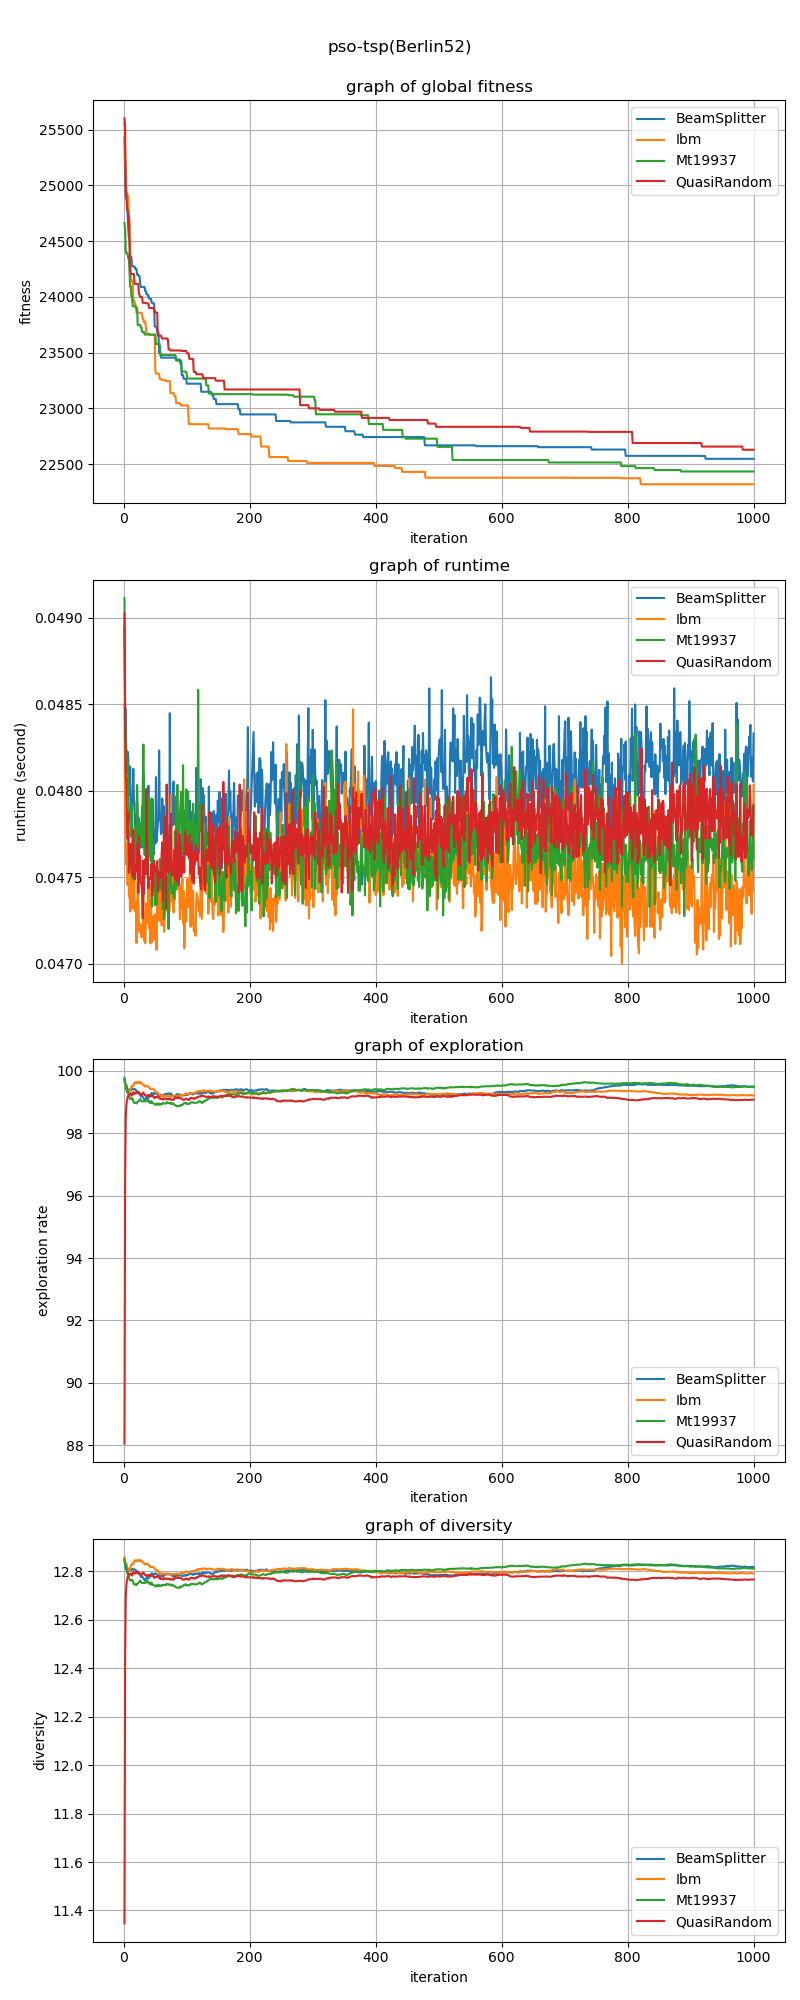 pso-tsp(Berlin52)
graph of global fitness
BeamSplitter
Ibm
Mt19937
QuasiRandom
25500
25000
24500
24000
23500
23000
22500
fitness
0 200 400 600 800 1000
iteration
graph of runtime
BeamSplitter
Ibm
Mt19937
QuasiRandom
0.0490
0.0485
0.0480
0.0475
0.0470
runtime (second)
0 200 400 600 800 1000
iteration
graph of exploration
100
98
96
94
92
90
88
exploration rate
BeamSplitter
Ibm
Mt19937
QuasiRandom
0 200 400 600 800 1000
iteration
graph of diversity
12.8
12.6
12.4
12.2
12.0
11.8
11.6
11.4
diversity
BeamSplitter
Ibm
Mt19937
QuasiRandom
0 200 400 600 800 1000
iteration